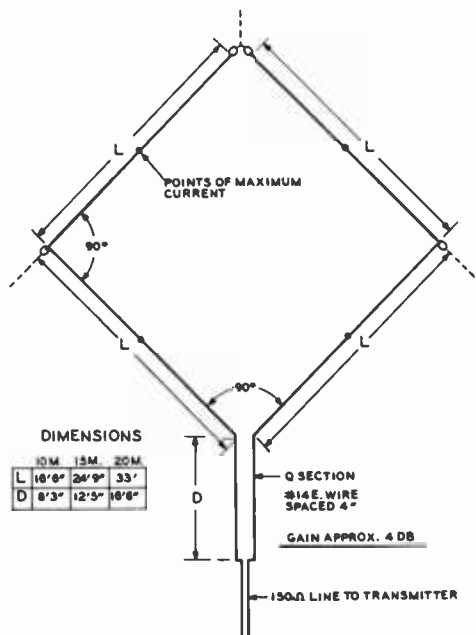 L
L
POINTS OF MAXIMUM
CURRENT
90°
L
L
90°
DIMENSIONS
10M. 15M. 20M.
L 16'6" 24'9" 33'
D 8'3" 12'5" 16'6"
D
Q SECTION
#14 E. WIRE
SPACED 4"
GAIN APPROX. 4 DB
150Ω LINE TO TRANSMITTER